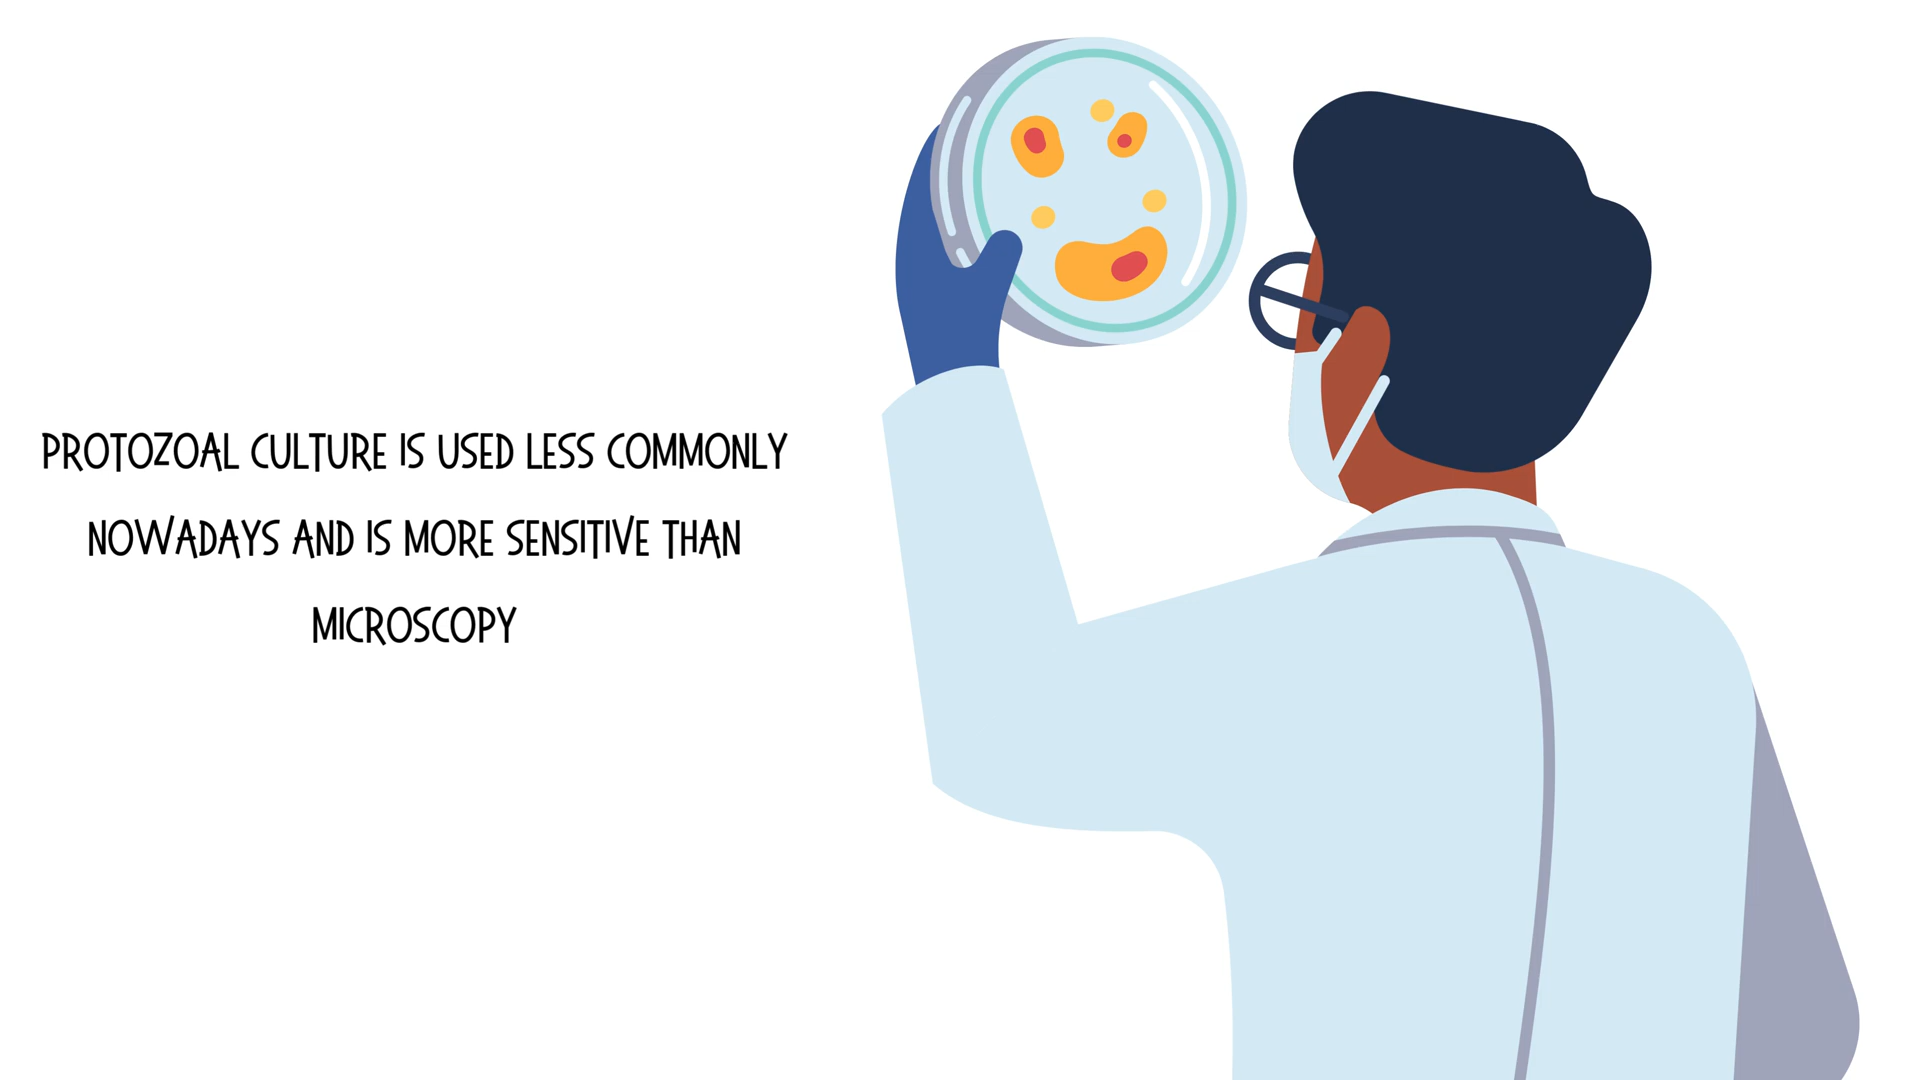 PROTOZOAL CULTURE IS USED LESS COMMONLY
NOWADAYS AND IS MORE SENSITIVE THAN
MICROSCOPY